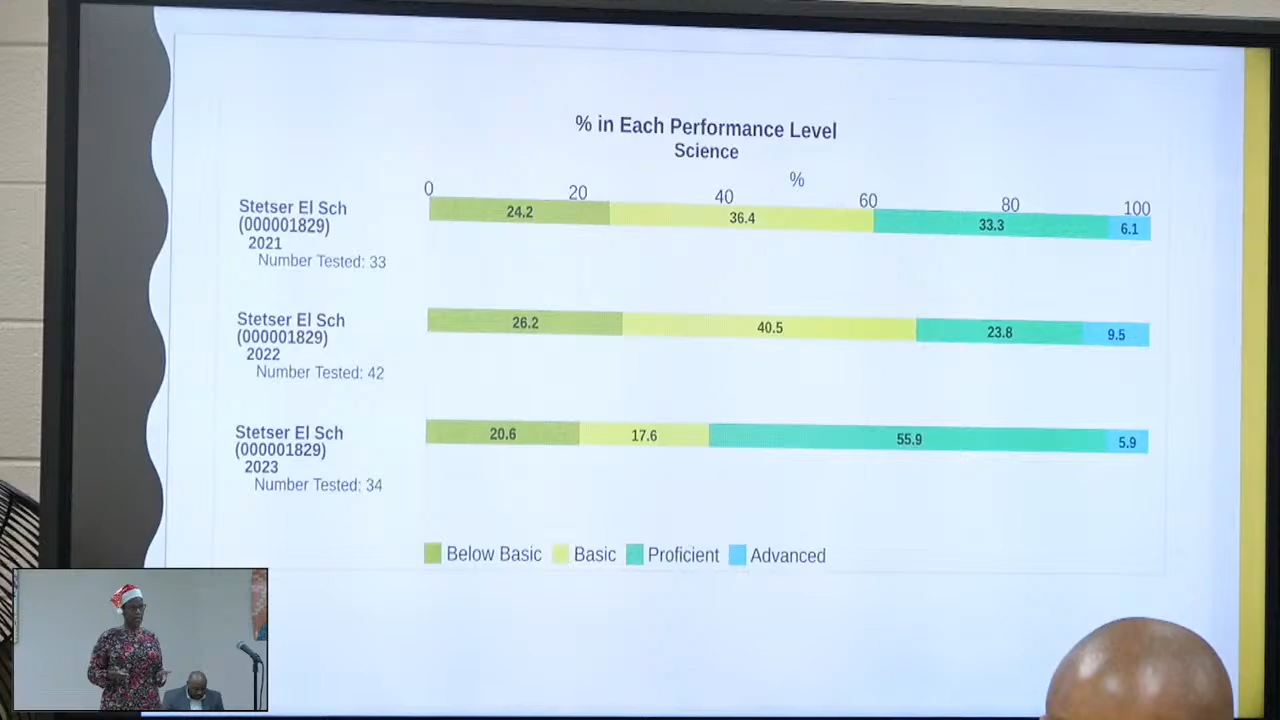 % in Each Performance Level
Science
%
0 20 40 60 80 100
Stetser El Sch
(000001829)
2021
Number Tested: 33
24.2 36.4 33.3 6.1
Stetser El Sch
(000001829)
2022
Number Tested: 42
26.2 40.5 23.8 9.5
Stetser El Sch
(000001829)
2023
Number Tested: 34
20.6 17.6 55.9 5.9
Below Basic Basic Proficient Advanced